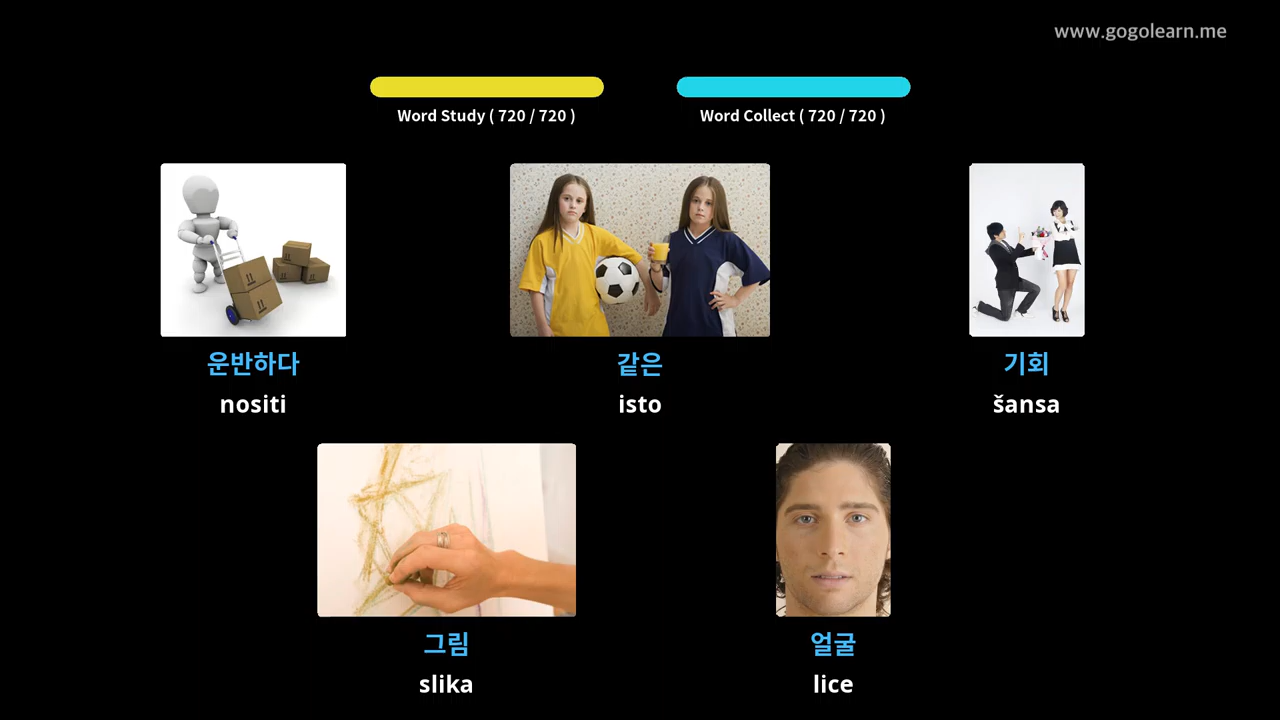 www.gogolearn.me
Word Study ( 720 / 720 )
Word Collect ( 720 / 720 )
운반하다
nositi
같은
isto
기회
šansa
그림
slika
얼굴
lice